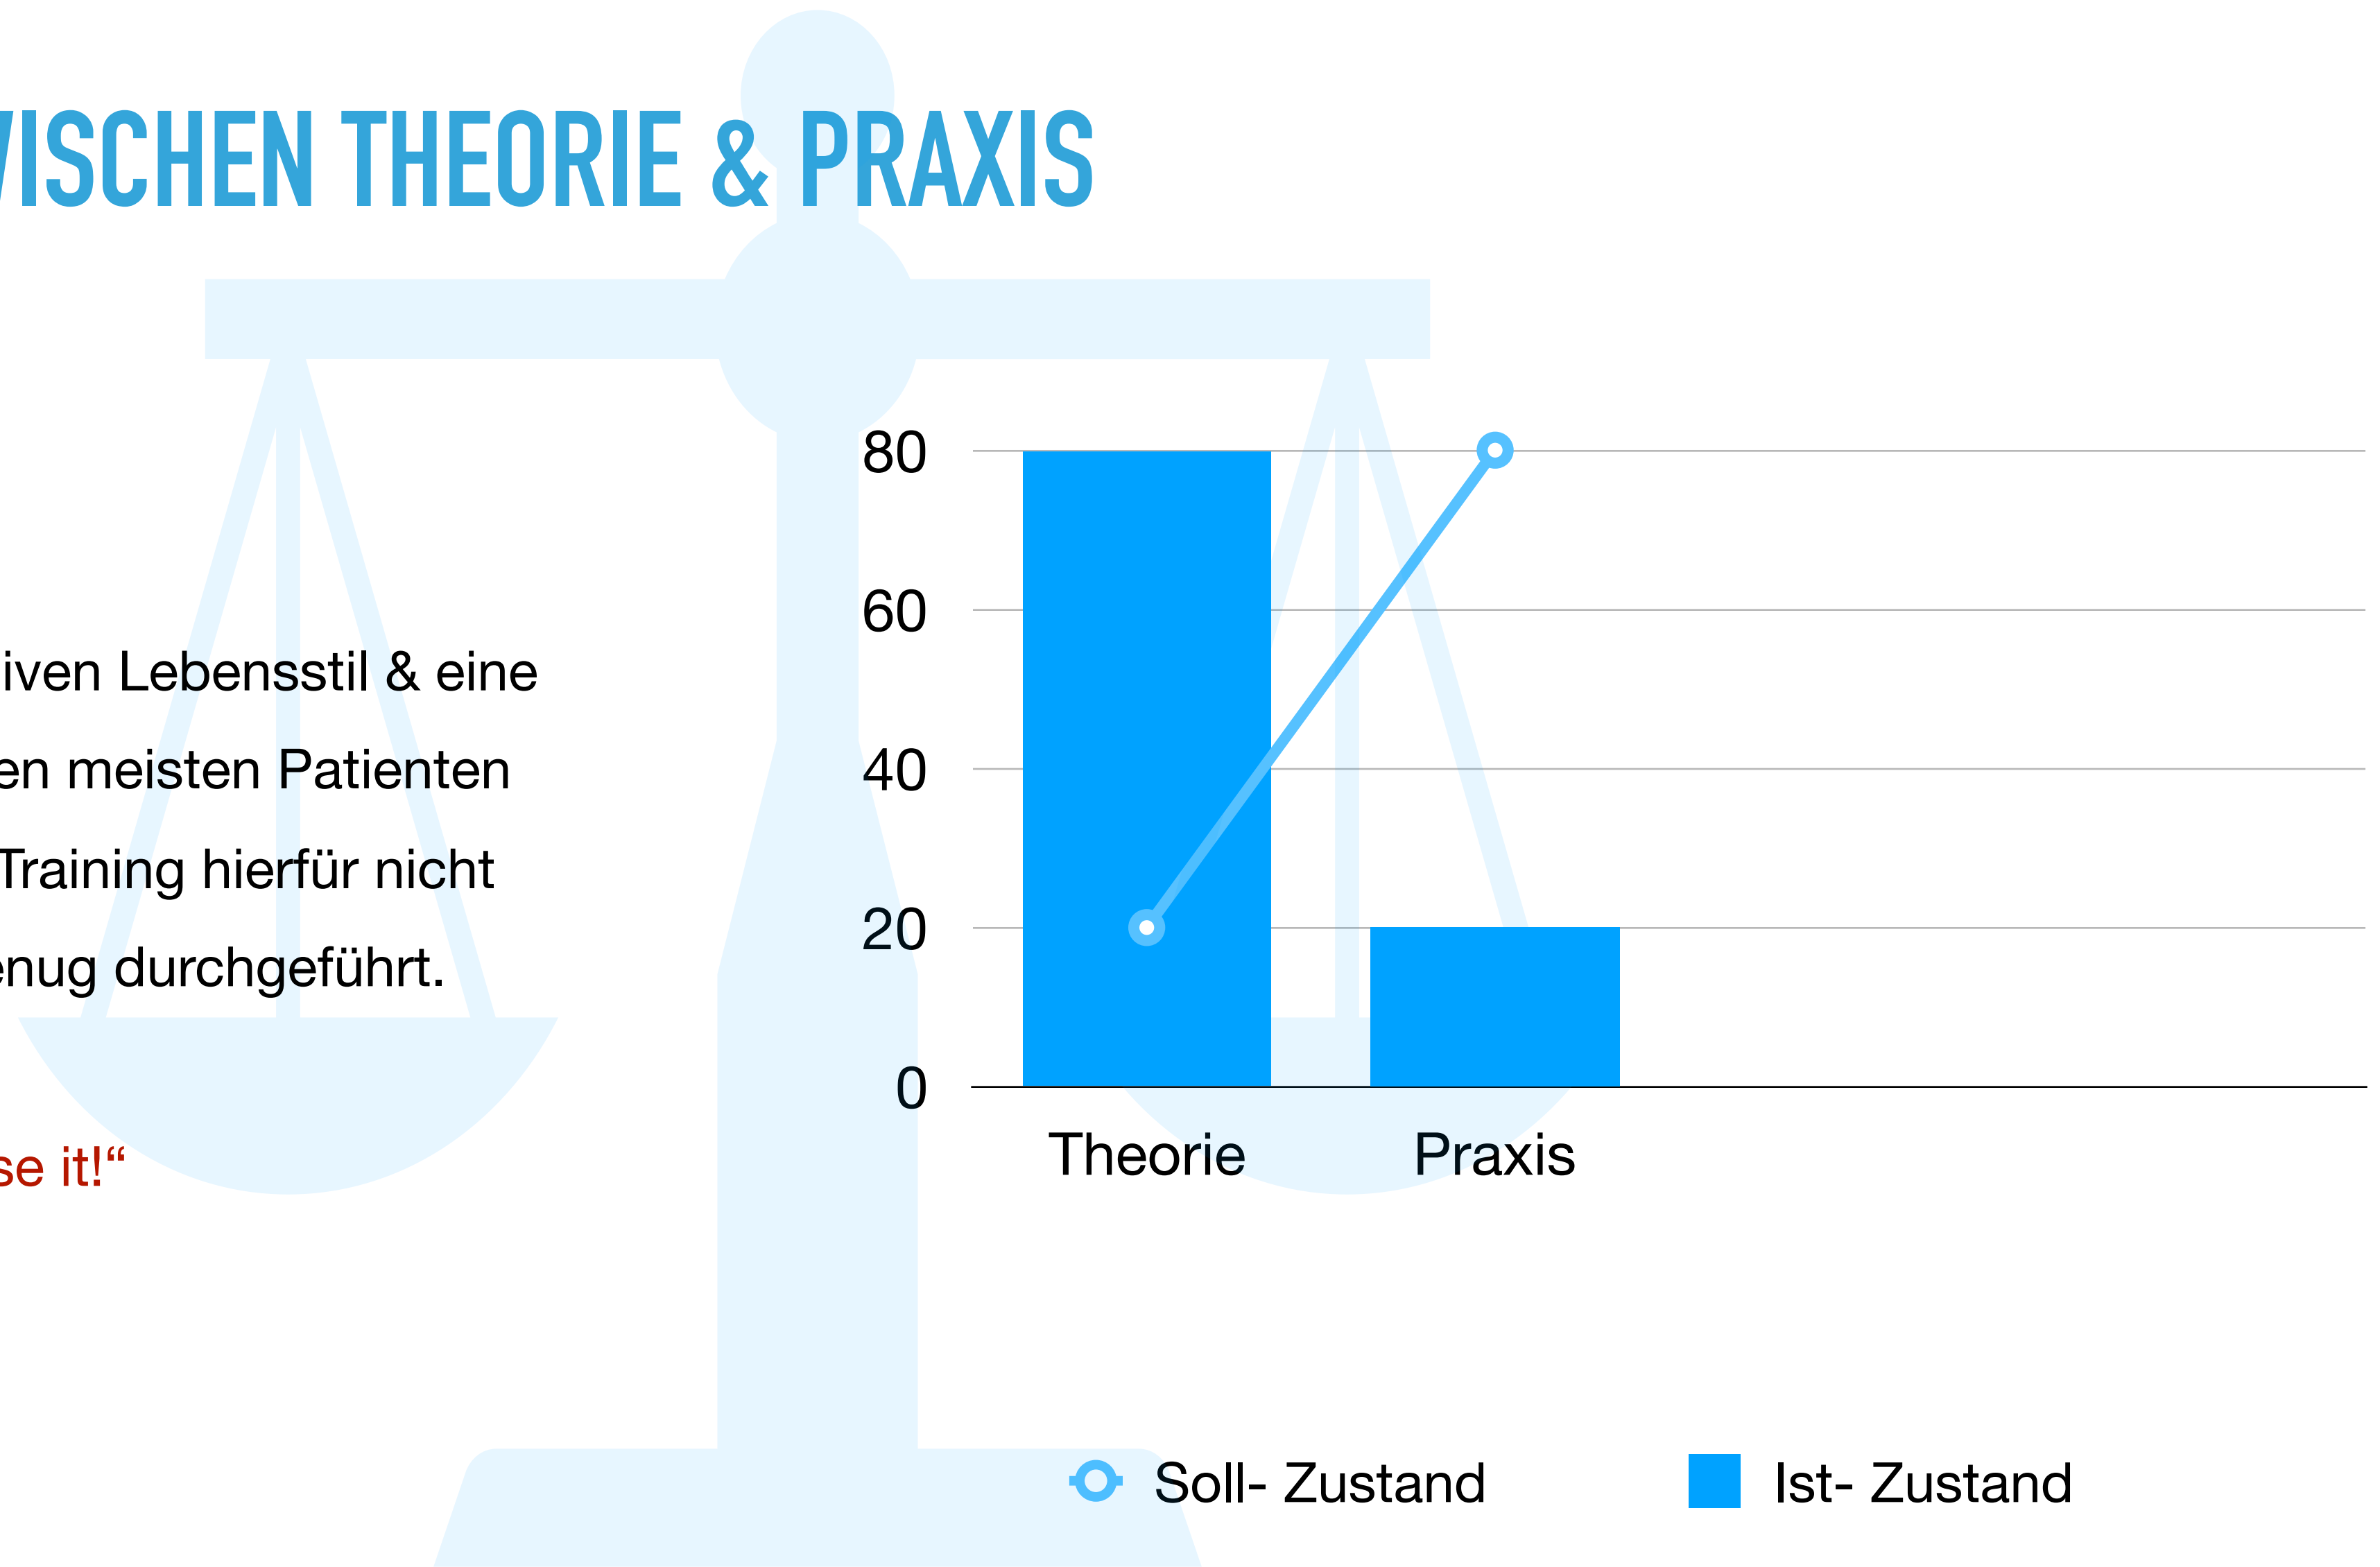 ISCHEN THEORIE & PRAXIS
iven Lebensstil & eine
en meisten Patienten
Training hierfür nicht
enug durchgeführt.
se it!“
80
60
40
20
0
Theorie
Praxis
Soll- Zustand
Ist- Zustand